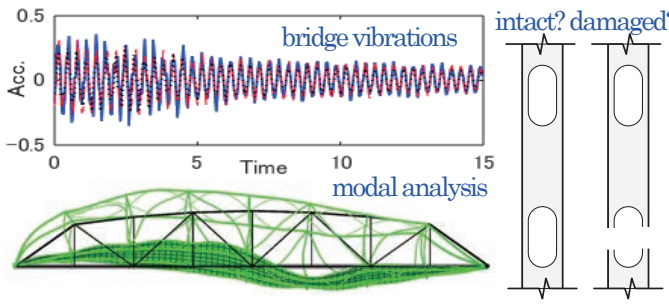 0.5
bridge vibrations
Acc.
0
−0.5
0
5
10
15
Time
modal analysis
intact? damaged?